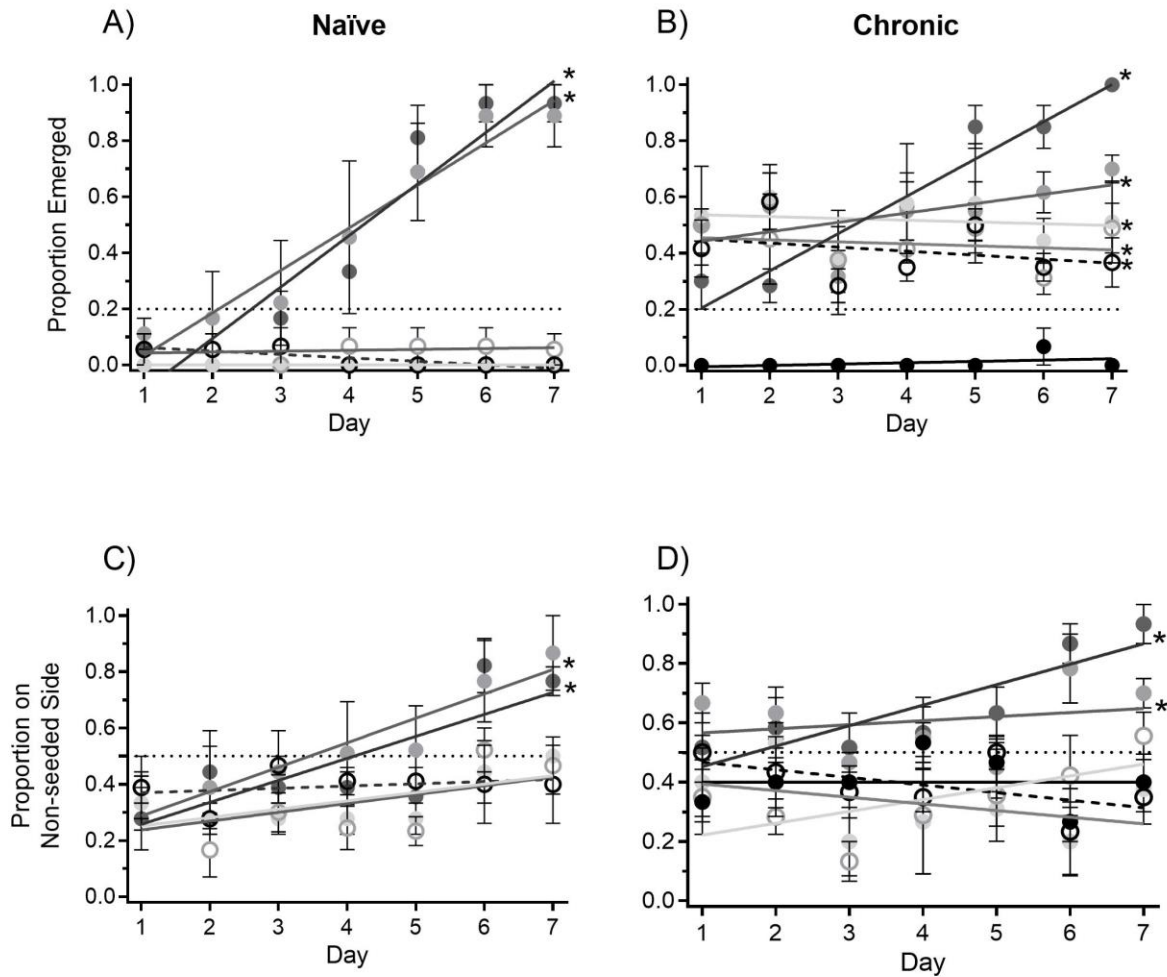 A) Naïve
B) Chronic
Proportion Emerged
1.0
0.8
0.6
0.4
0.2
0.0
*
*
1 2 3 4 5 6 7
Day
1.0
0.8
0.6
0.4
0.2
0.0
*
*
*
*
*
1 2 3 4 5 6 7
Day
C)
Proportion on
Non-seeded Side
1.0
0.8
0.6
0.4
0.2
0.0
*
*
1 2 3 4 5 6 7
Day
D)
1.0
0.8
0.6
0.4
0.2
0.0
*
*
1 2 3 4 5 6 7
Day